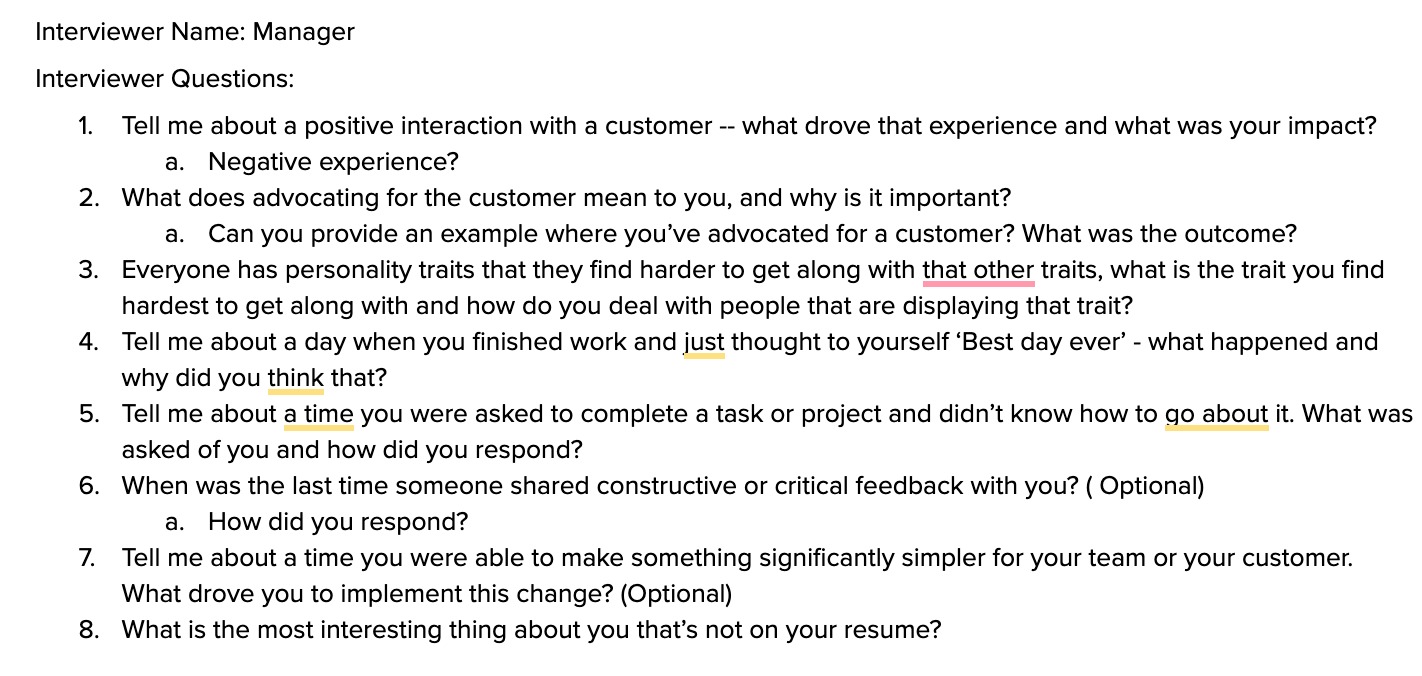 Interviewer Name: Manager
Interviewer Questions:
1. Tell me about a positive interaction with a customer -- what drove that experience and what was your impact?
a. Negative experience?
2. What does advocating for the customer mean to you, and why is it important?
a. Can you provide an example where you’ve advocated for a customer? What was the outcome?
3. Everyone has personality traits that they find harder to get along with that other traits, what is the trait you find
hardest to get along with and how do you deal with people that are displaying that trait?
4. Tell me about a day when you finished work and just thought to yourself ‘Best day ever’ - what happened and
why did you think that?
5. Tell me about a time you were asked to complete a task or project and didn’t know how to go about it. What was
asked of you and how did you respond?
6. When was the last time someone shared constructive or critical feedback with you? ( Optional)
a. How did you respond?
7. Tell me about a time you were able to make something significantly simpler for your team or your customer.
What drove you to implement this change? (Optional)
8. What is the most interesting thing about you that’s not on your resume?